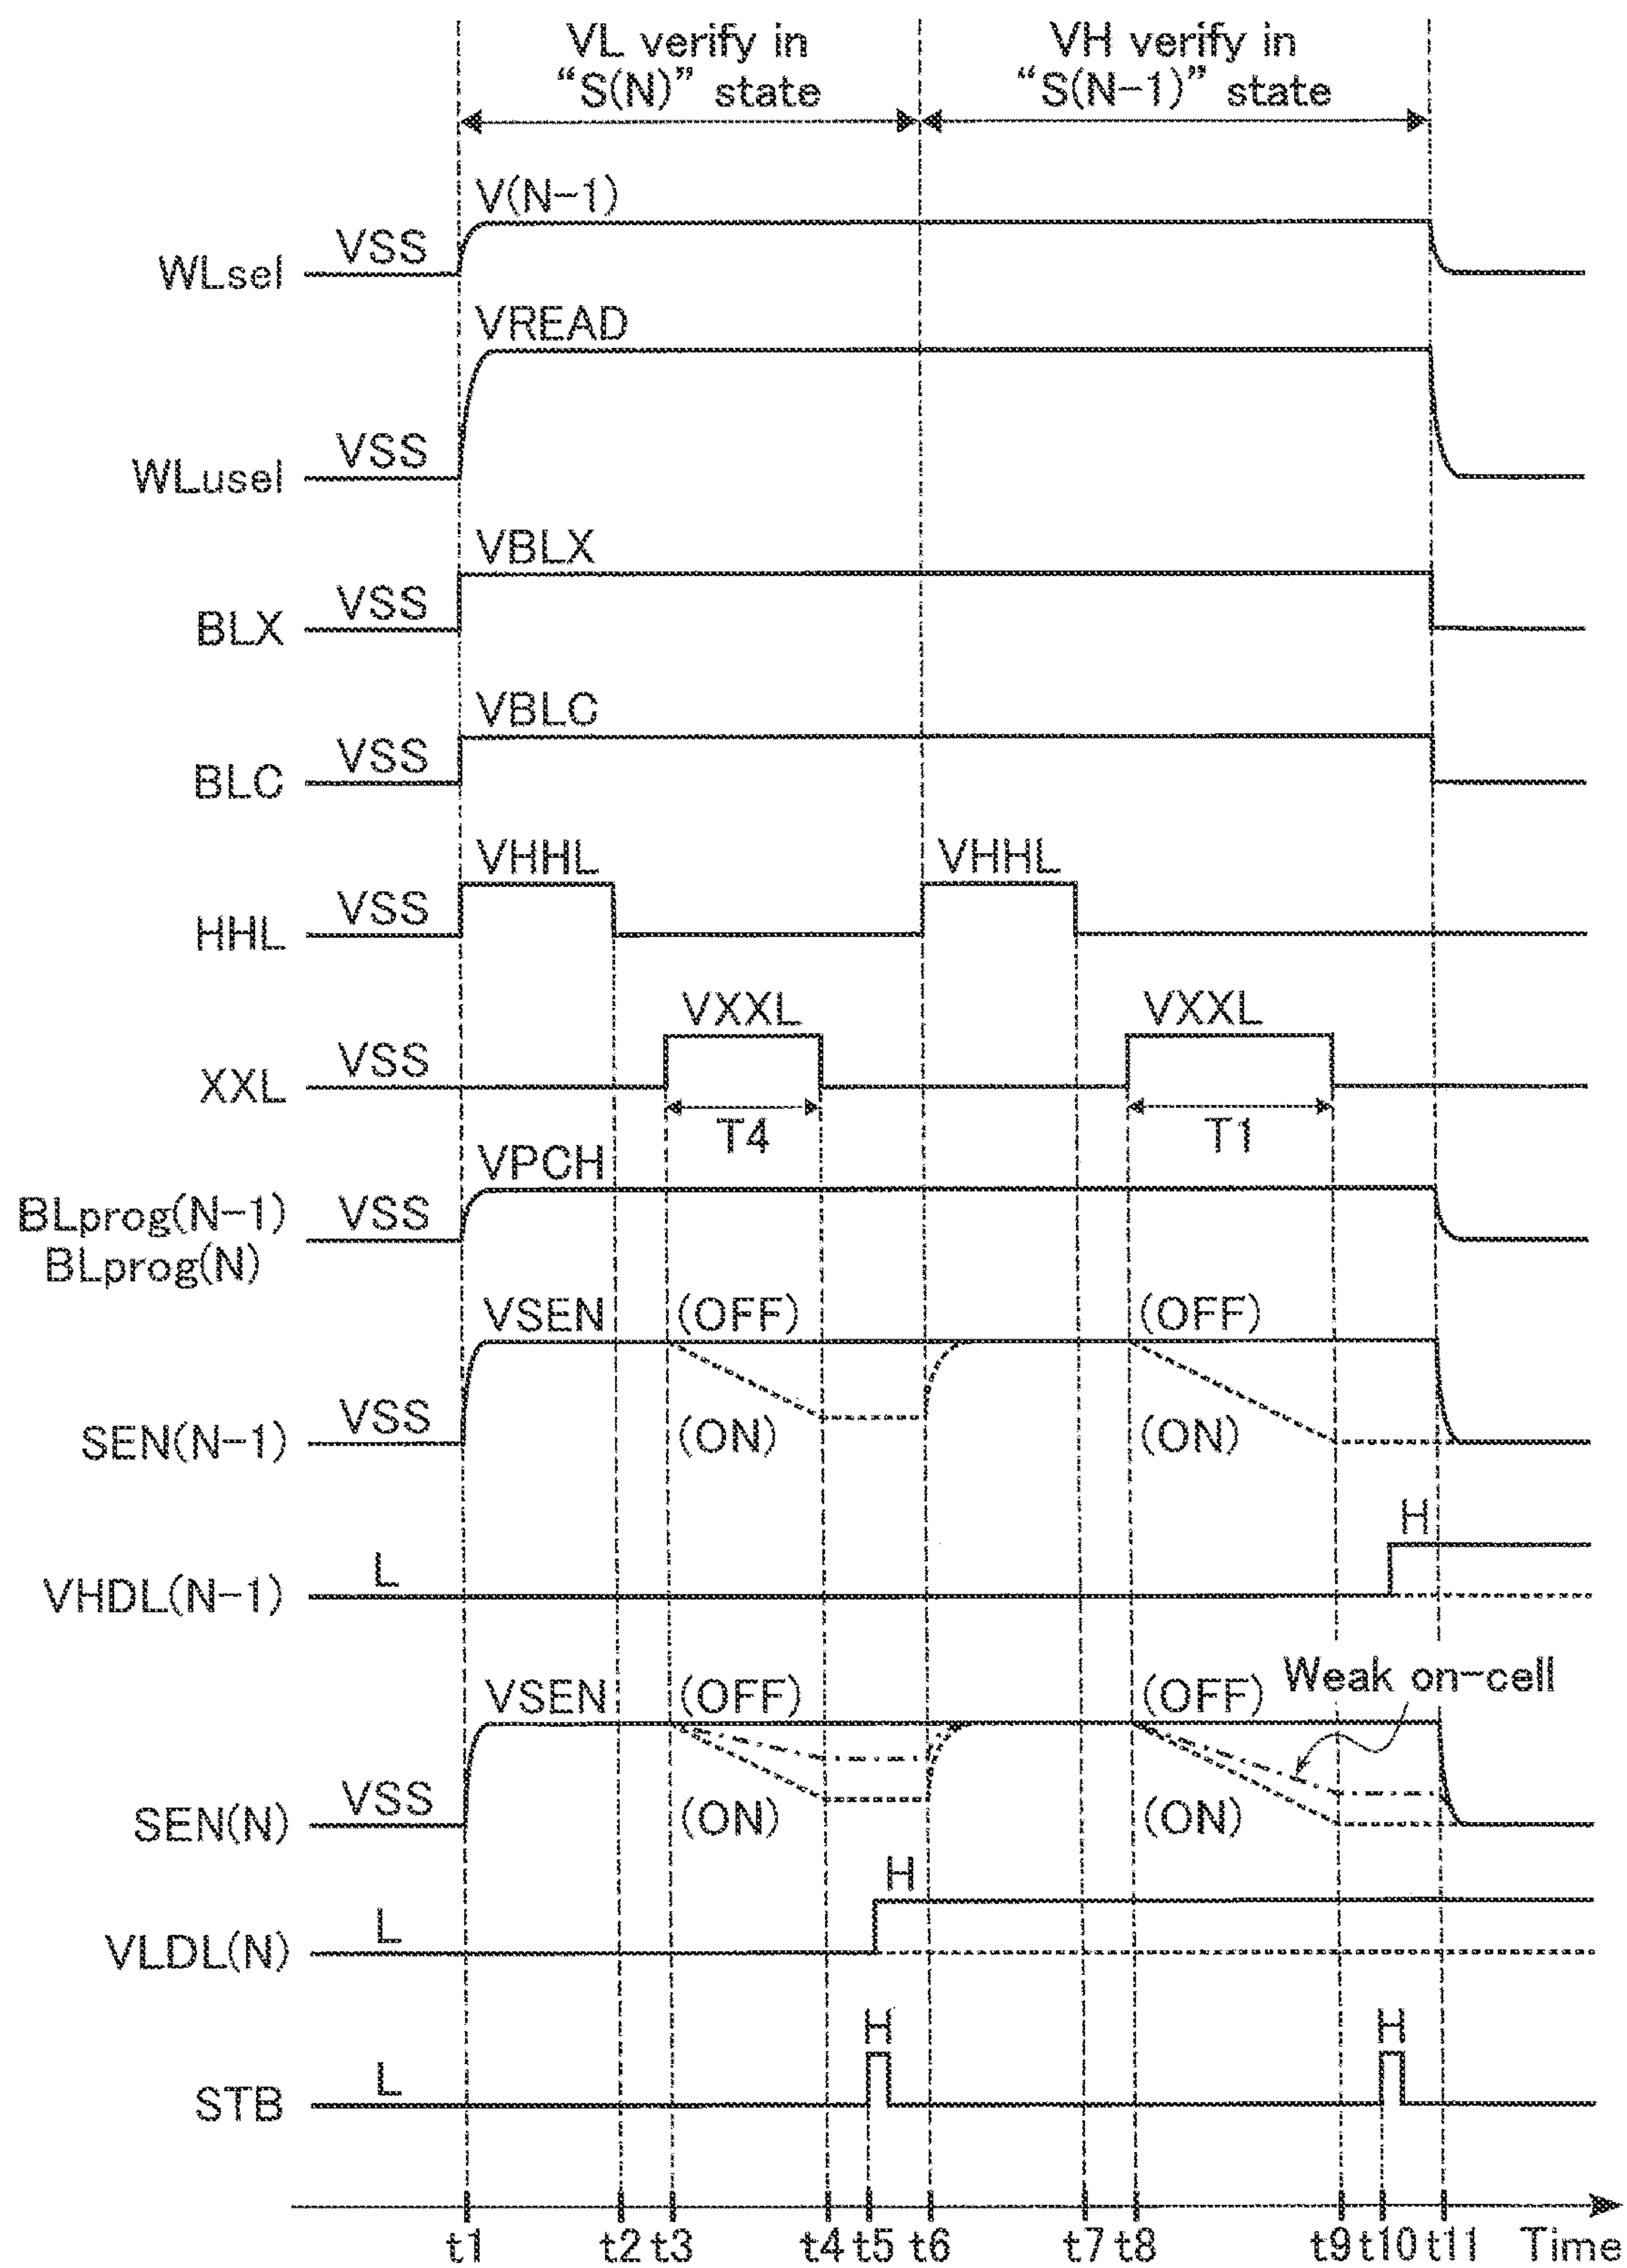 VL verify in
“S(N)” state
VH verify in
“S(N-1)” state
V(N-1)
WLsel
VSS
VREAD
WLusel
VSS
VBLX
BLX
VSS
VBLC
BLC
VSS
VHHL
VHHL
HHL
VSS
VXXL
VXXL
XXL
VSS
T4
T1
VPCH
BLprog(N-1)
BLprog(N)
VSS
VSEN
(OFF)
(OFF)
SEN(N-1)
VSS
(ON)
(ON)
H
VHDL(N-1)
L
Weak on-cell
VSEN
(OFF)
(OFF)
SEN(N)
VSS
(ON)
(ON)
H
VLDL(N)
L
H
H
STB
L
t1 t2 t3 t4 t5 t6 t7 t8 t9 t10 t11 Time